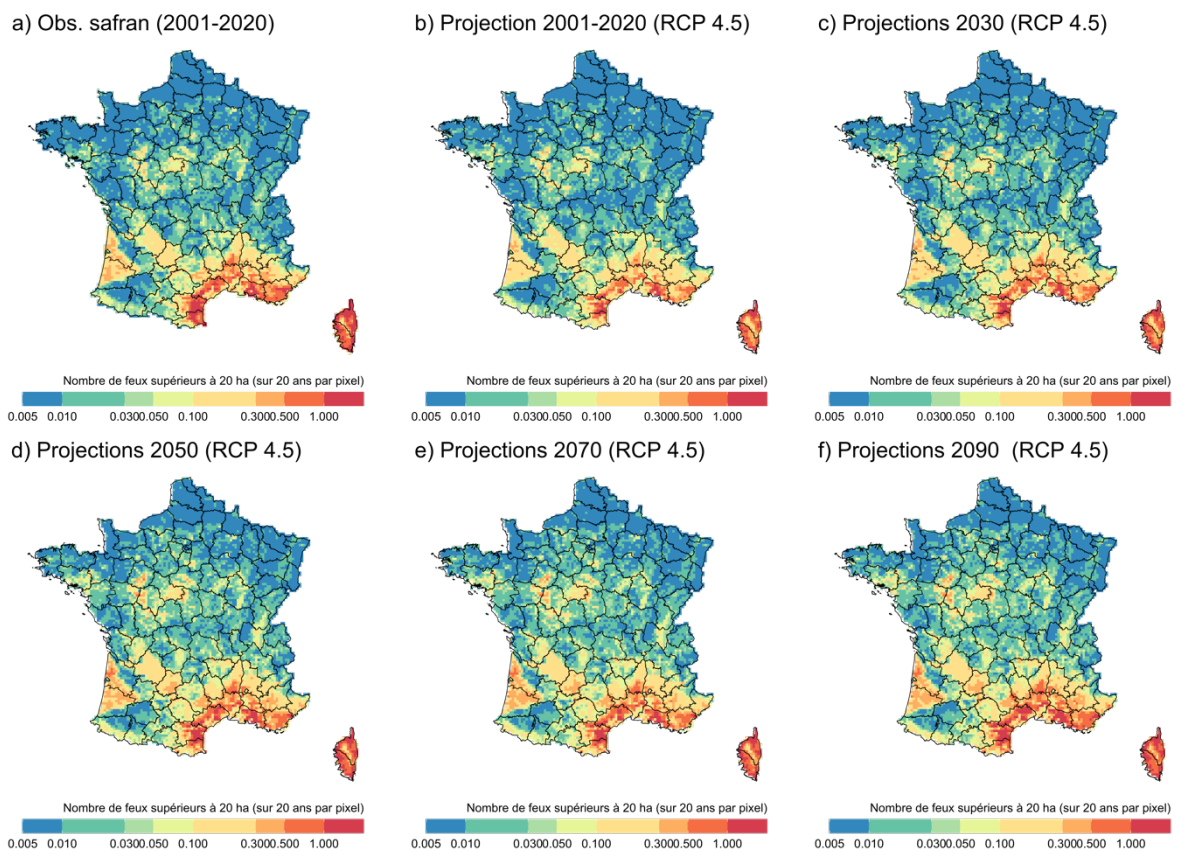 a) Obs. safran (2001-2020)
b) Projection 2001-2020 (RCP 4.5)
c) Projections 2030 (RCP 4.5)
Nombre de feux supérieurs à 20 ha (sur 20 ans par pixel)
0.005 0.010 0.0300.050 0.100 0.3000.500 1.000
Nombre de feux supérieurs à 20 ha (sur 20 ans par pixel)
0.005 0.010 0.0300.050 0.100 0.3000.500 1.000
Nombre de feux supérieurs à 20 ha (sur 20 ans par pixel)
0.005 0.010 0.0300.050 0.100 0.3000.500 1.000
d) Projections 2050 (RCP 4.5)
e) Projections 2070 (RCP 4.5)
f) Projections 2090 (RCP 4.5)
Nombre de feux supérieurs à 20 ha (sur 20 ans par pixel)
0.005 0.010 0.0300.050 0.100 0.3000.500 1.000
Nombre de feux supérieurs à 20 ha (sur 20 ans par pixel)
0.005 0.010 0.0300.050 0.100 0.3000.500 1.000
Nombre de feux supérieurs à 20 ha (sur 20 ans par pixel)
0.005 0.010 0.0300.050 0.100 0.3000.500 1.000